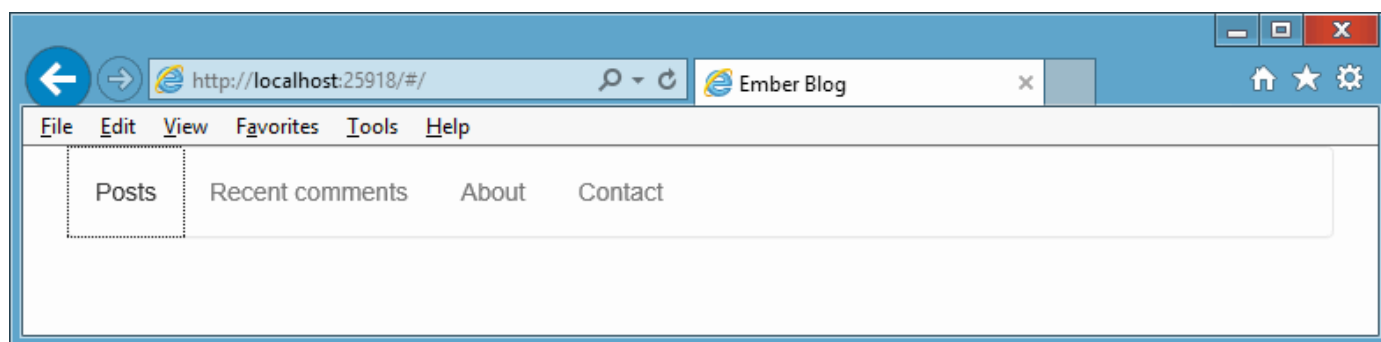 http://localhost:25918/#/ Ember Blog
File Edit View Favorites Tools Help
Posts Recent comments About Contact